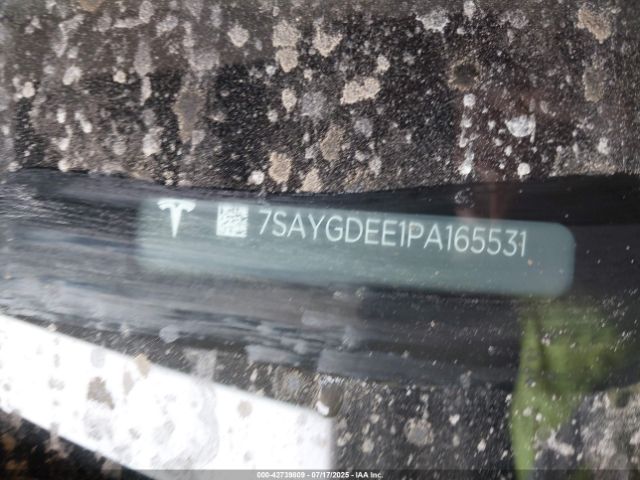 7SAYGDEE1PA165531
000-42739809 | 07/17/2025 | IAA Inc.